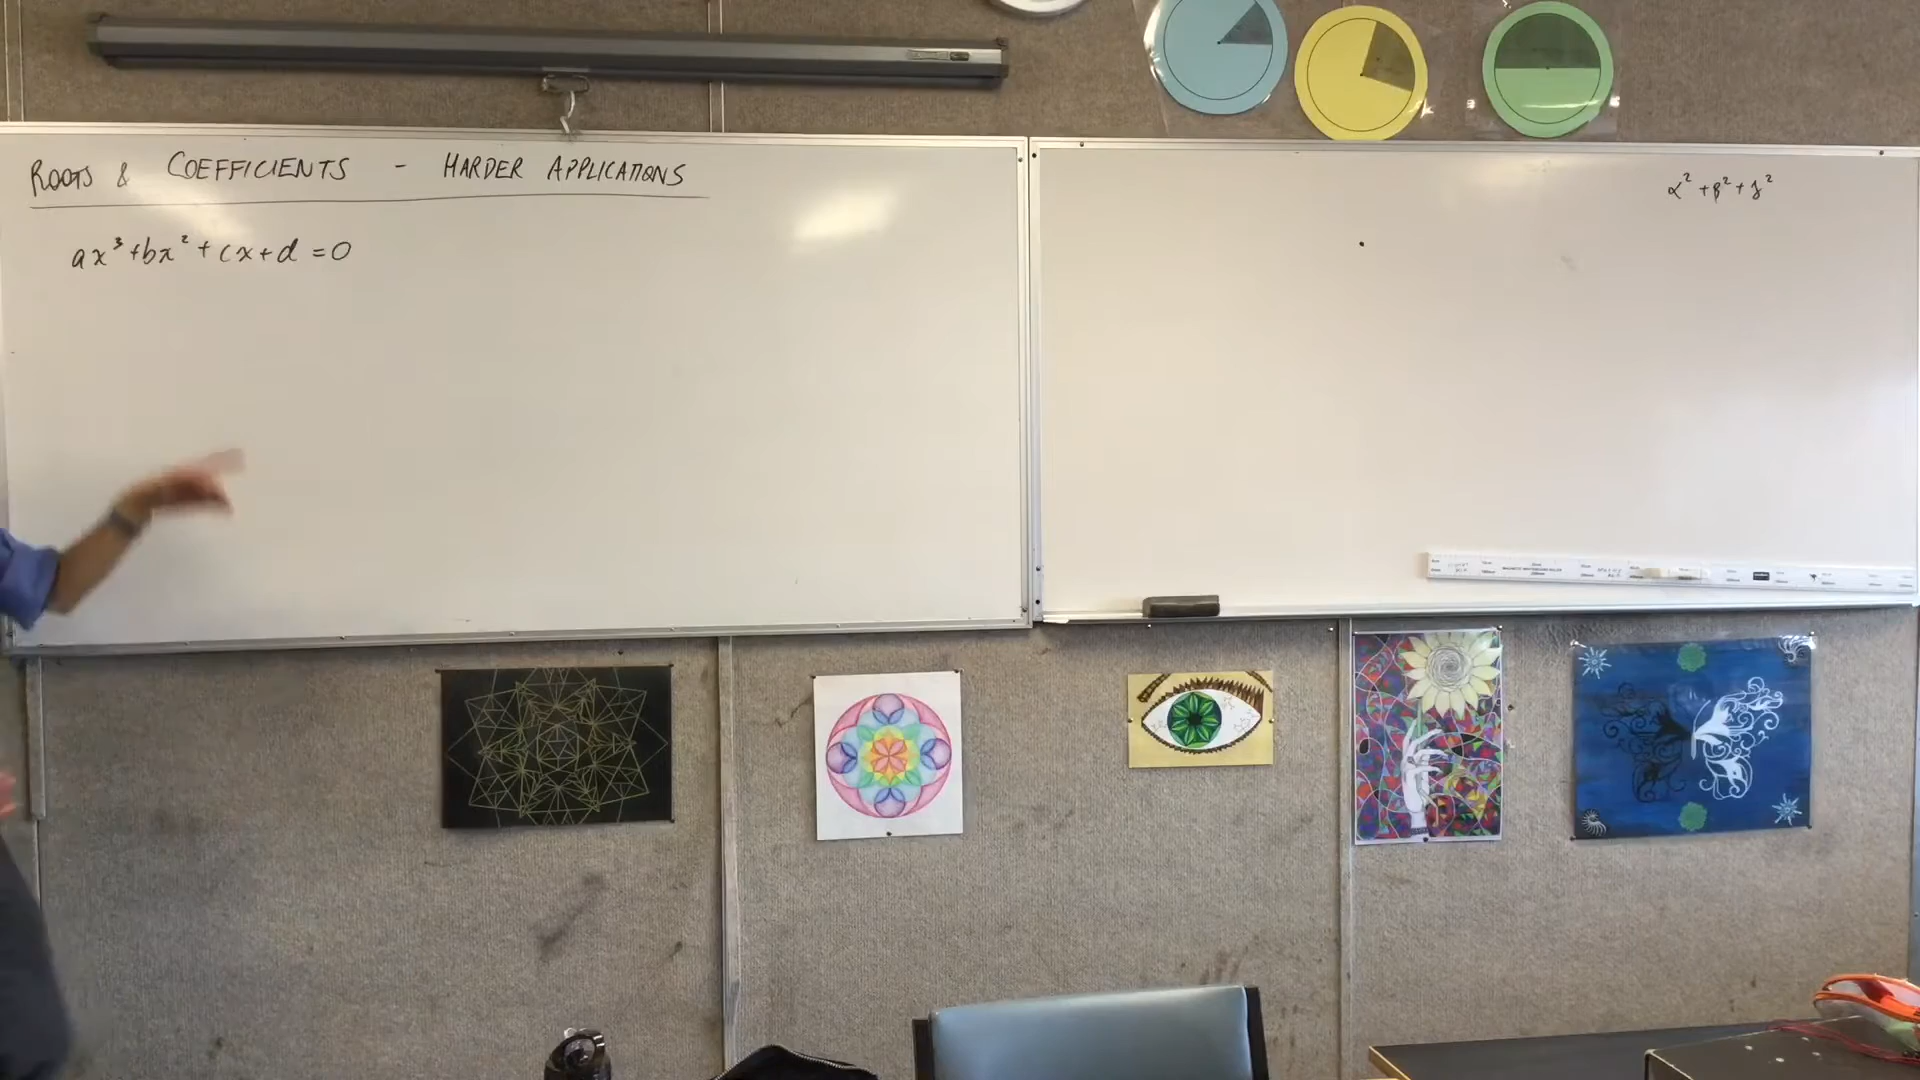 ROOTS & COEFFICIENTS - HARDER APPLICATIONS
ax³+bx²+cx+d=0
α²+β²+γ²